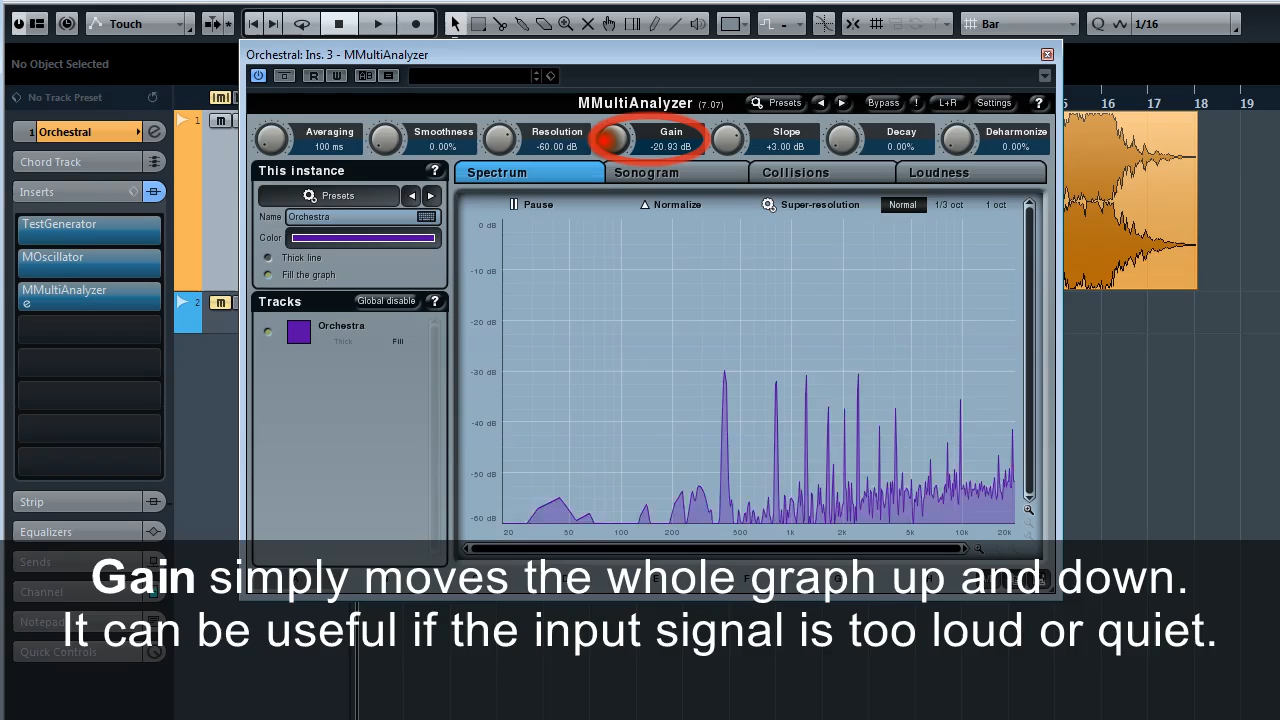 Touch
Bar
1/16
No Object Selected
Orchestral: Ins. 3 - MMultiAnalyzer
No Track Preset
[m]
MMultiAnalyzer (7.07)
Presets
Bypass
!
L+R
Settings
?
16 17 18 19
1 Orchestral
1
m
Averaging
100 ms
Smoothness
0.00%
Resolution
-60.00 dB
Gain
-20.93 dB
Slope
+3.00 dB
Decay
0.00%
Deharmonize
0.00%
Chord Track
Inserts
This instance
?
Spectrum
Sonogram
Collisions
Loudness
Presets
Name Orchestra
Color
Thick line
Fill the graph
Pause
Normalize
Super-resolution
Normal
1/3 oct
1 oct
TestGenerator
MOscillator
MMultiAnalyzer
2
m
Tracks
Global disable
?
Orchestra
Thick
Fill
0 dB
-10 dB
-20 dB
-30 dB
-40 dB
-50 dB
-60 dB
20 50 100 200 500 1k 2k 5k 10k 20k
Strip
Equalizers
Sends
Channel
Notepad
Quick Controls
Gain simply moves the whole graph up and down.
It can be useful if the input signal is too loud or quiet.